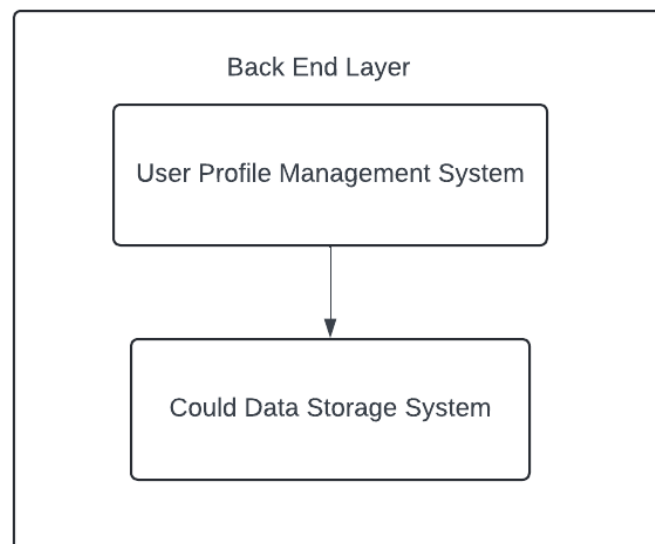 Back End Layer
User Profile Management System
Could Data Storage System